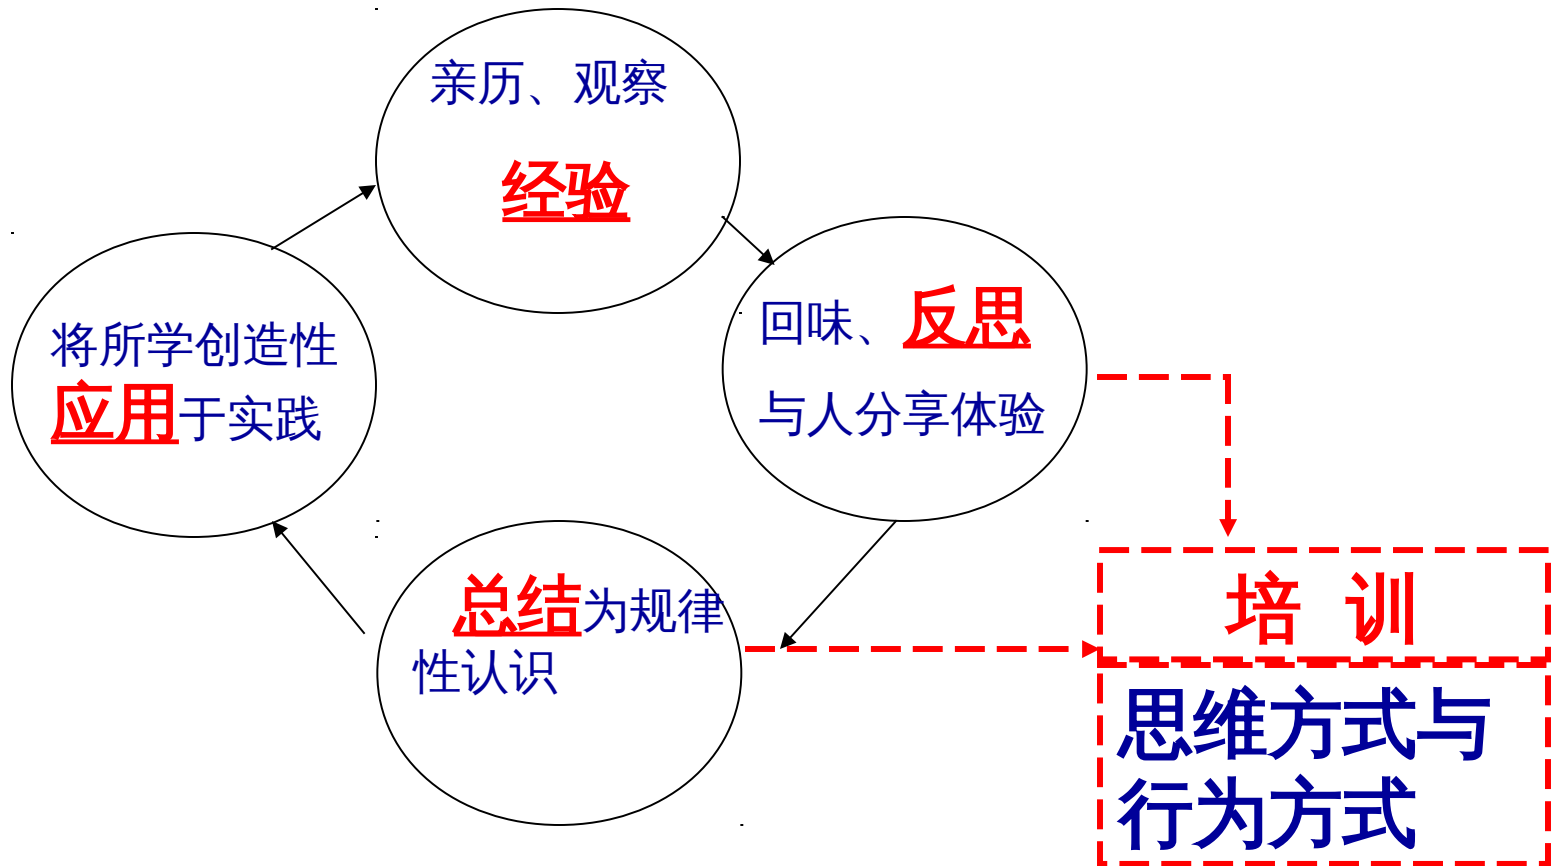 亲历、观察
经验
回味、反思
与人分享体验
将所学创造性
应用于实践
总结为规律
性认识
培 训
思维方式与
行为方式